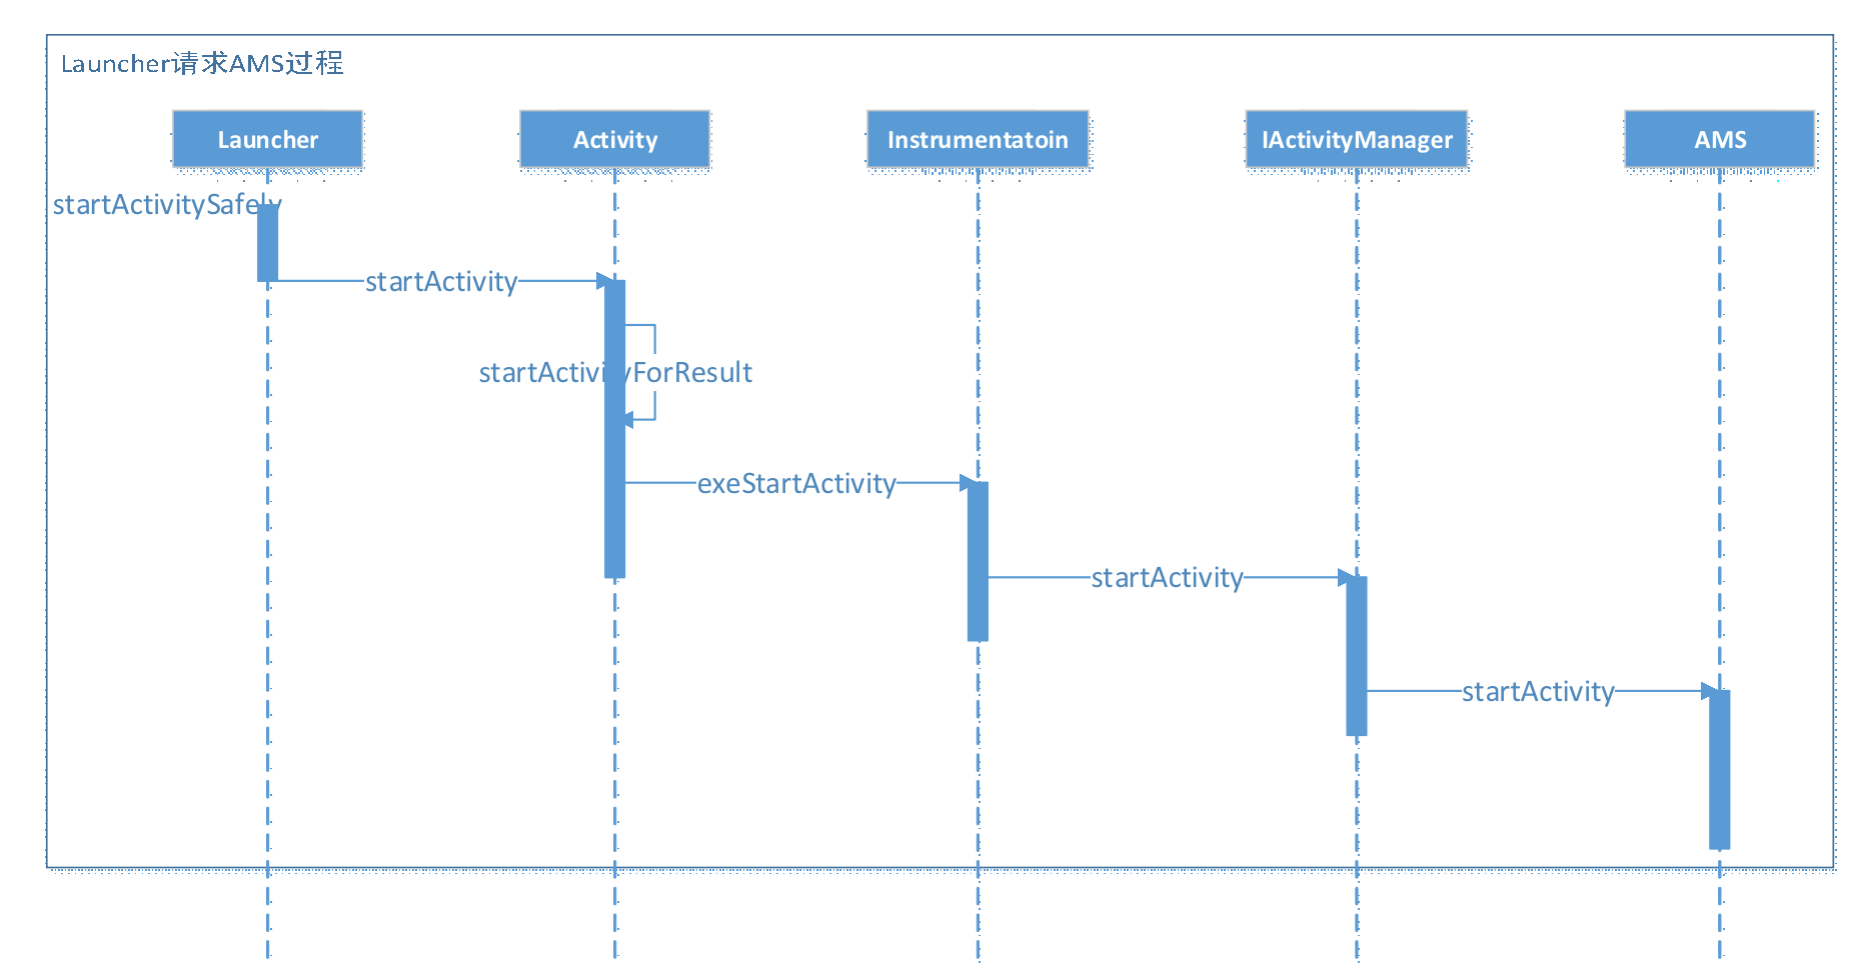 Launcher请求AMS过程
Launcher
Activity
Instrumentatoin
IActivityManager
AMS
startActivitySafely
startActivity
startActivityForResult
exeStartActivity
startActivity
startActivity